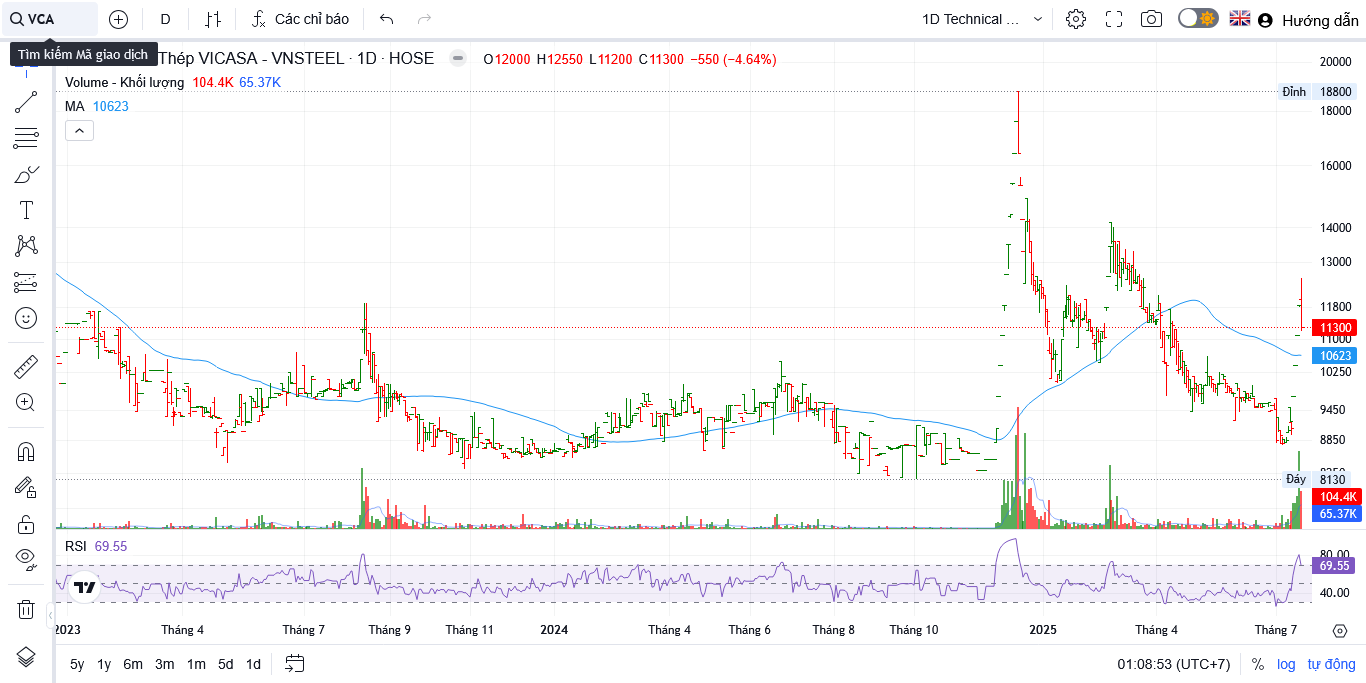 VCA
D
Các chỉ báo
1D Technical ...
Hướng dẫn
Tìm kiếm Mã giao dịch
Thép VICASA - VNSTEEL · 1D · HOSE
O12000 H12550 L11200 C11300 −550 (−4.64%)
Volume - Khối lượng 104.4K 65.37K
MA 10623
20000
Đỉnh 18800
18000
16000
14000
13000
11800
11300
11000
10623
10250
9450
8850
Đáy 8130
104.4K
65.37K
RSI 69.55
80.00
69.55
40.00
2023 Tháng 4 Tháng 7 Tháng 9 Tháng 11 2024 Tháng 4 Tháng 6 Tháng 8 Tháng 10 2025 Tháng 4 Tháng 7
5y 1y 6m 3m 1m 5d 1d
01:08:53 (UTC+7) % log tự động